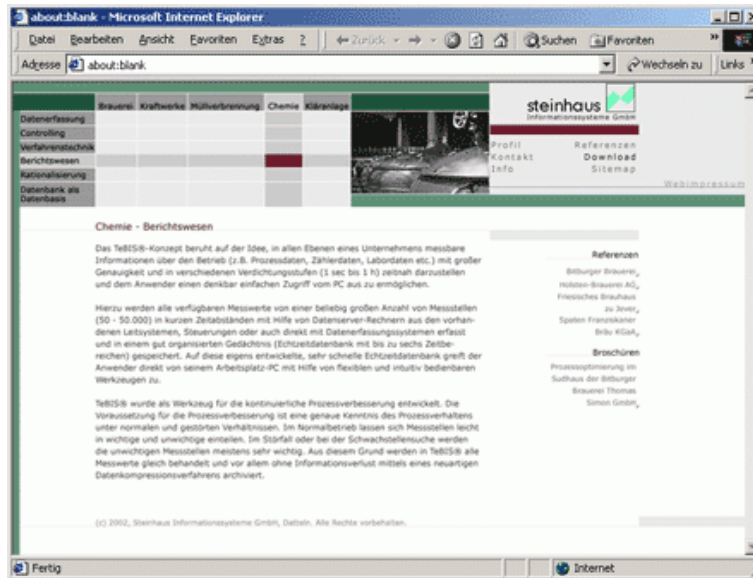 about:blank - Microsoft Internet Explorer
Datei Bearbeiten Ansicht Favoriten Extras ? Zurück Suchen Favoriten
Adresse about:blank Wechseln zu Links
Brauerei Kraftwerke Müllverbrennung Chemie Kläranlage
Datenerfassung
Controlling
Verfahrenstechnik
Berichtswesen
Rationalisierung
Datenbank als
Datenbasis
steinhaus
Informationssysteme GmbH
Profil Referenzen
Kontakt Download
Info Sitemap
Webimpressum
Chemie - Berichtswesen
Das TeBIS®-Konzept beruht auf der Idee, in allen Ebenen eines Unternehmens messbare
Informationen über den Betrieb (z.B. Prozessdaten, Zählerdaten, Labordaten etc.) mit großer
Genauigkeit und in verschiedenen Verdichtungsstufen (1 sec bis 1 h) zeitnah darzustellen
und dem Anwender einen denkbar einfachen Zugriff vom PC aus zu ermöglichen.
Hierzu werden alle verfügbaren Messwerte von einer beliebig großen Anzahl von Messstellen
(50 - 50.000) in kurzen Zeitabständen mit Hilfe von Datenserver-Rechnern aus den vorhan-
denen Leitsystemen, Steuerungen oder auch direkt mit Datenerfassungssystemen erfasst
und in einem gut organisierten Gedächtnis (Echtzeitdatenbank mit bis zu sechs Zeitbe-
reichen) gespeichert. Auf diese eigens entwickelte, sehr schnelle Echtzeitdatenbank greift der
Anwender direkt von seinem Arbeitsplatz-PC mit Hilfe von flexiblen und intuitiv bedienbaren
Werkzeugen zu.
TeBIS® wurde als Werkzeug für die kontinuierliche Prozessverbesserung entwickelt. Die
Voraussetzung für die Prozessverbesserung ist eine genaue Kenntnis des Prozessverhaltens
unter normalen und gestörten Verhältnissen. Im Normalbetrieb lassen sich Messstellen leicht
in wichtige und unwichtige einteilen. Im Störfall oder bei der Schwachstellensuche werden
die unwichtigen Messstellen meistens sehr wichtig. Aus diesem Grund werden in TeBIS® alle
Messwerte gleich behandelt und vor allem ohne Informationsverlust mittels eines neuartigen
Datenkompressionsverfahrens archiviert.
Referenzen
Bitburger Brauerei,
Holsten-Brauerei AG,
Friesisches Brauhaus
zu Jever,
Spaten Franziskaner
Bräu KGaA,
Broschüren
Prozessoptimierung im
Sudhaus der Bitburger
Brauerei Thomas
Simon GmbH,
(c) 2002, Steinhaus Informationssysteme GmbH, Datteln. Alle Rechte vorbehalten.
Fertig Internet